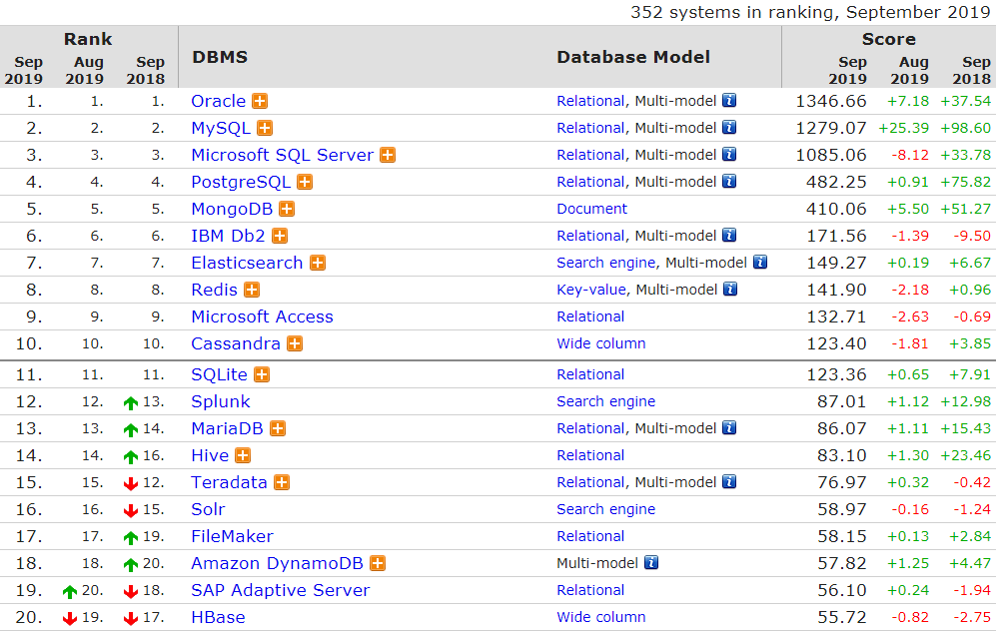 352 systems in ranking, September 2019
Rank DBMS Database Model Score
Sep 2019 Aug 2019 Sep 2018 Sep 2019 Aug 2019 Sep 2018
1. 1. 1. Oracle Relational, Multi-model 1346.66 +7.18 +37.54
2. 2. 2. MySQL Relational, Multi-model 1279.07 +25.39 +98.60
3. 3. 3. Microsoft SQL Server Relational, Multi-model 1085.06 -8.12 +33.78
4. 4. 4. PostgreSQL Relational, Multi-model 482.25 +0.91 +75.82
5. 5. 5. MongoDB Document 410.06 +5.50 +51.27
6. 6. 6. IBM Db2 Relational, Multi-model 171.56 -1.39 -9.50
7. 7. 7. Elasticsearch Search engine, Multi-model 149.27 +0.19 +6.67
8. 8. 8. Redis Key-value, Multi-model 141.90 -2.18 +0.96
9. 9. 9. Microsoft Access Relational 132.71 -2.63 -0.69
10. 10. 10. Cassandra Wide column 123.40 -1.81 +3.85
11. 11. 11. SQLite Relational 123.36 +0.65 +7.91
12. 12. 13. Splunk Search engine 87.01 +1.12 +12.98
13. 13. 14. MariaDB Relational, Multi-model 86.07 +1.11 +15.43
14. 14. 16. Hive Relational 83.10 +1.30 +23.46
15. 15. 12. Teradata Relational, Multi-model 76.97 +0.32 -0.42
16. 16. 15. Solr Search engine 58.97 -0.16 -1.24
17. 17. 19. FileMaker Relational 58.15 +0.13 +2.84
18. 18. 20. Amazon DynamoDB Multi-model 57.82 +1.25 +4.47
19. 20. 18. SAP Adaptive Server Relational 56.10 +0.24 -1.94
20. 19. 17. HBase Wide column 55.72 -0.82 -2.75